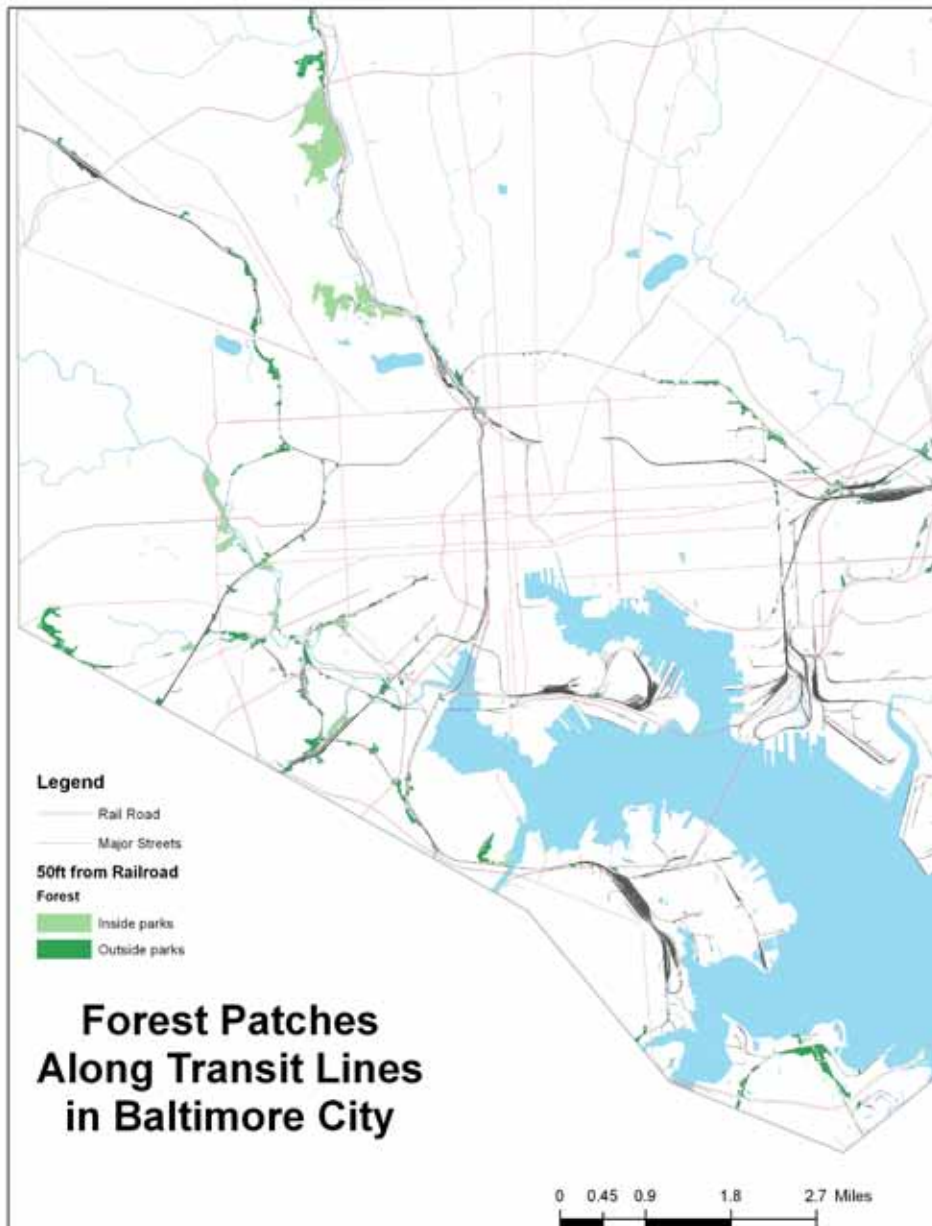 Legend
Rail Road
Major Streets
50ft from Railroad
Forest
Inside parks
Outside parks
Forest Patches
Along Transit Lines
in Baltimore City
0 0.45 0.9 1.8 2.7 Miles